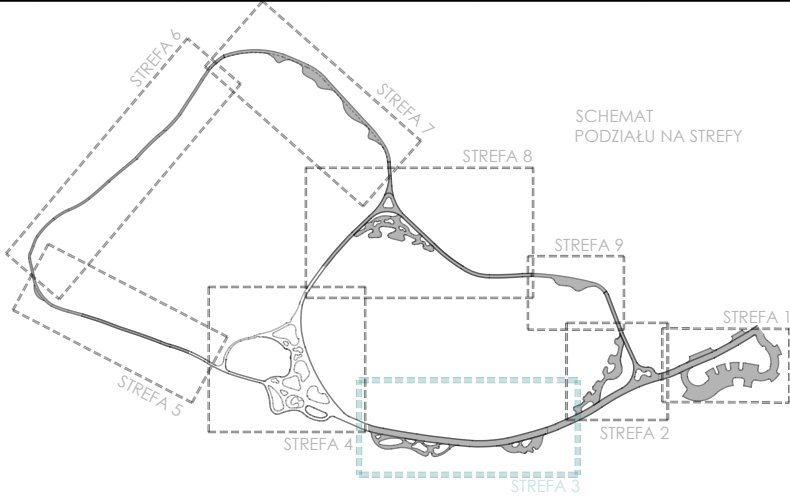 STREFA 6
STREFA 7
SCHEMAT
PODZIAŁU NA STREFY
STREFA 8
STREFA 9
STREFA 1
STREFA 5
STREFA 4
STREFA 2
STREFA 3